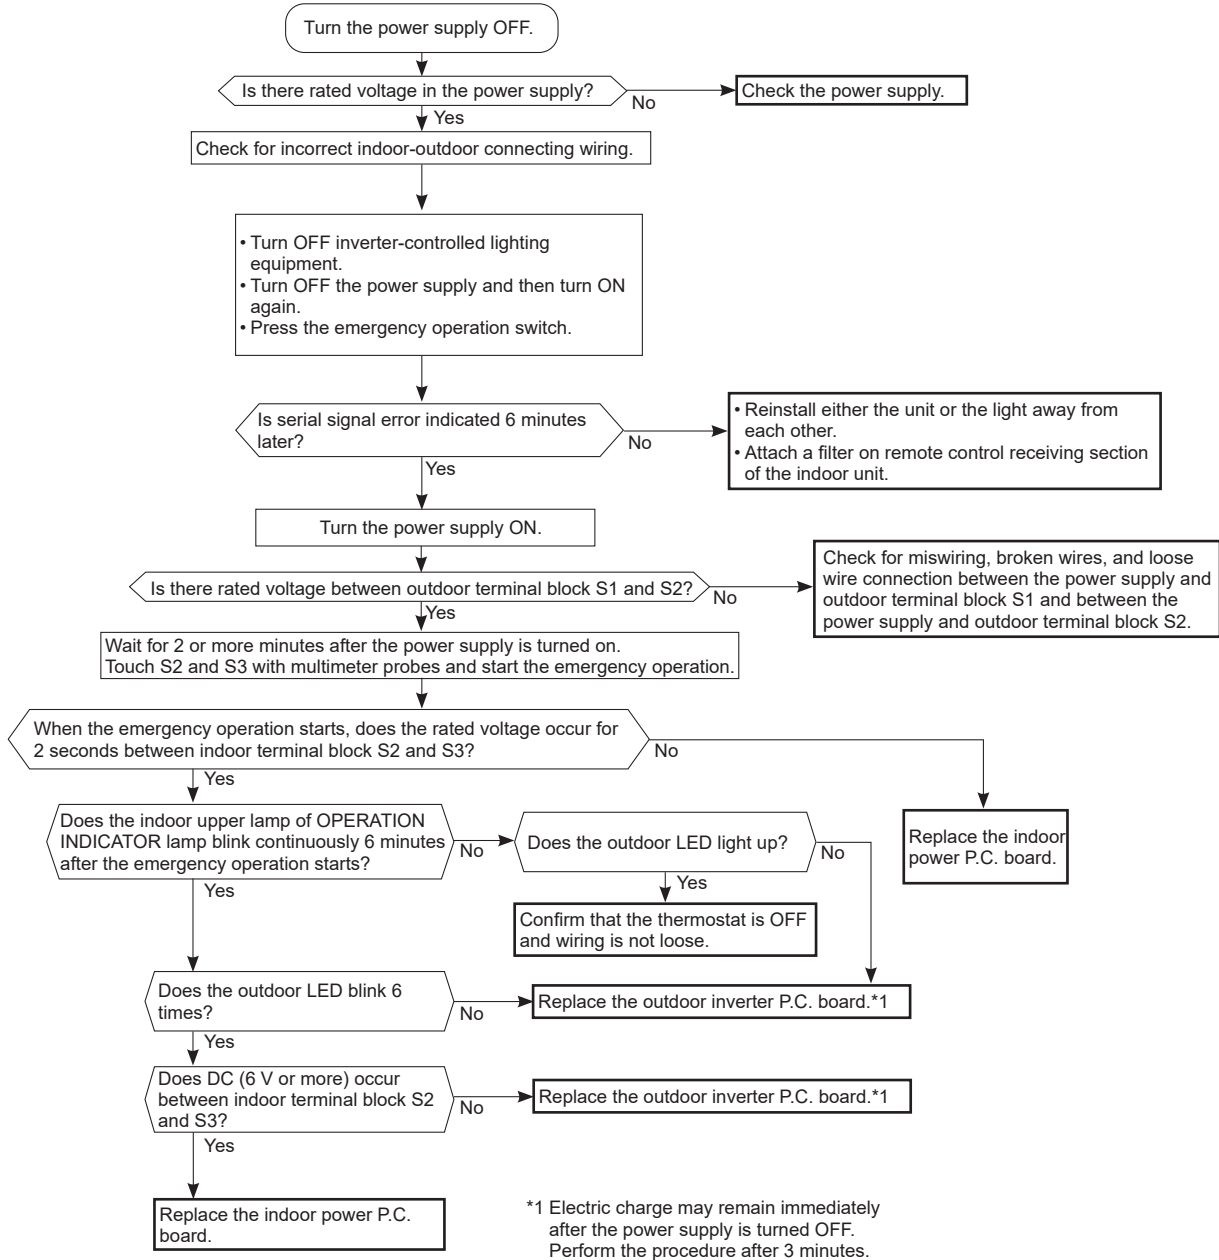 Turn the power supply OFF.
Is there rated voltage in the power supply?
No
Check the power supply.
Yes
Check for incorrect indoor-outdoor connecting wiring.
• Turn OFF inverter-controlled lighting
equipment.
• Turn OFF the power supply and then turn ON
again.
• Press the emergency operation switch.
Is serial signal error indicated 6 minutes
later?
No
• Reinstall either the unit or the light away from
each other.
• Attach a filter on remote control receiving section
of the indoor unit.
Yes
Turn the power supply ON.
Is there rated voltage between outdoor terminal block S1 and S2?
No
Check for miswiring, broken wires, and loose
wire connection between the power supply and
outdoor terminal block S1 and between the
power supply and outdoor terminal block S2.
Yes
Wait for 2 or more minutes after the power supply is turned on.
Touch S2 and S3 with multimeter probes and start the emergency operation.
When the emergency operation starts, does the rated voltage occur for
2 seconds between indoor terminal block S2 and S3?
No
Replace the indoor
power P.C. board.
Yes
Does the indoor upper lamp of OPERATION
INDICATOR lamp blink continuously 6 minutes
after the emergency operation starts?
No
Does the outdoor LED light up?
No
Yes
Confirm that the thermostat is OFF
and wiring is not loose.
Yes
Does the outdoor LED blink 6
times?
No
Replace the outdoor inverter P.C. board.*1
Yes
Does DC (6 V or more) occur
between indoor terminal block S2
and S3?
No
Replace the outdoor inverter P.C. board.*1
Yes
Replace the indoor power P.C.
board.
*1 Electric charge may remain immediately
after the power supply is turned OFF.
Perform the procedure after 3 minutes.